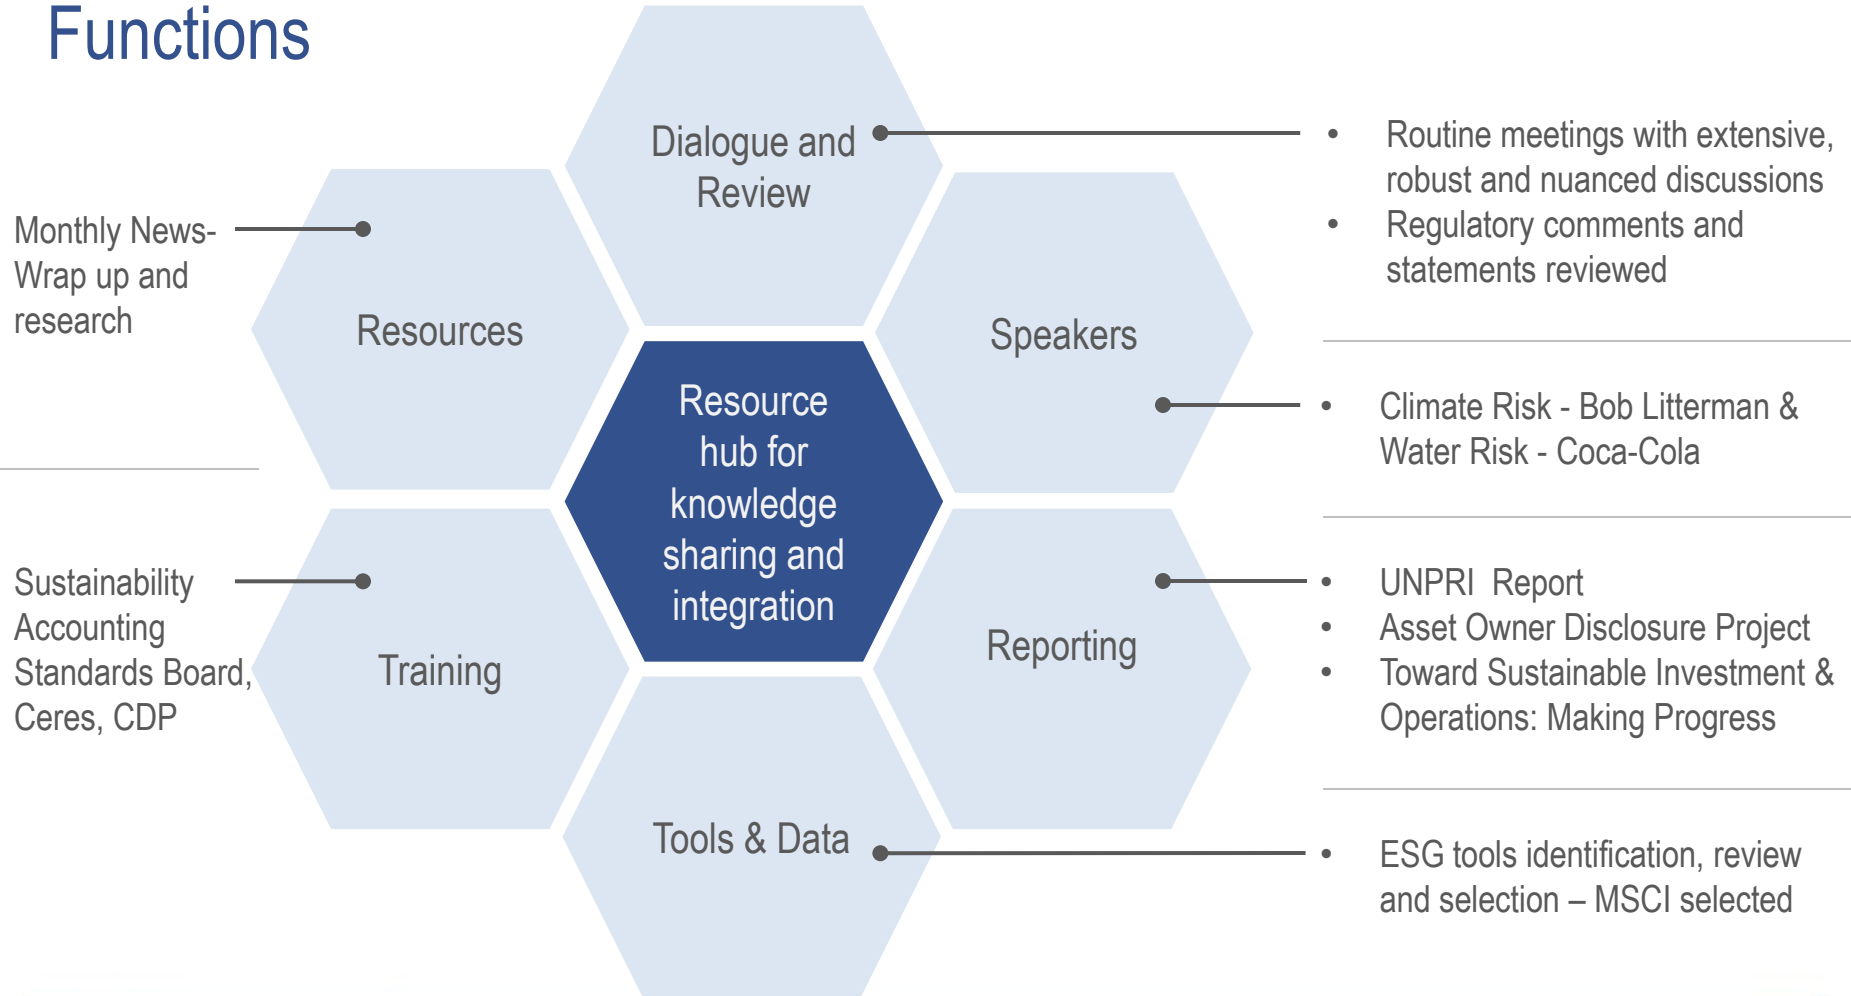 Functions
Dialogue and
Review
• Routine meetings with extensive,
robust and nuanced discussions
• Regulatory comments and
statements reviewed
Monthly News-
Wrap up and
research
Resources
Speakers
• Climate Risk - Bob Litterman &
Water Risk - Coca-Cola
Resource
hub for
knowledge
sharing and
integration
Sustainability
Accounting
Standards Board,
Ceres, CDP
Training
Reporting
• UNPRI Report
• Asset Owner Disclosure Project
• Toward Sustainable Investment &
Operations: Making Progress
Tools & Data
• ESG tools identification, review
and selection – MSCI selected